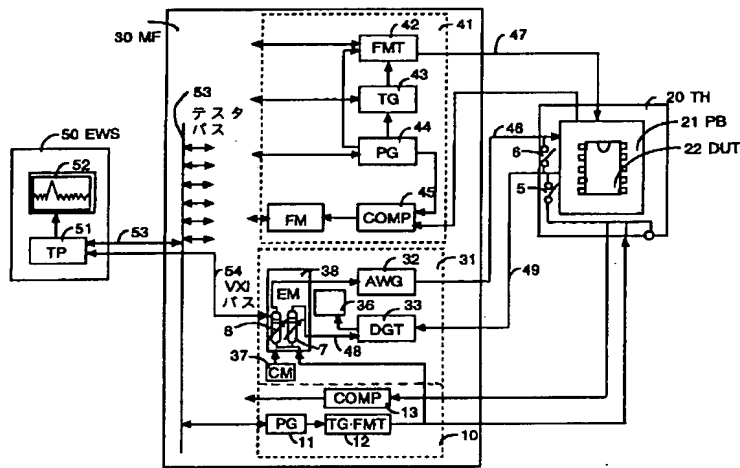 30 MF
53
テスタ
バス
50 EWS
52
51
TP
53
54
VXI
バス
42
41
FMT
43
TG
44
PG
45
FM
COMP
47
20 TH
21 PB
22 DUT
46
6
5
49
38
32
31
EM
AWG
36
33
DGT
8
7
48
37
CM
COMP
13
PG
11
TG·FMT
12
10